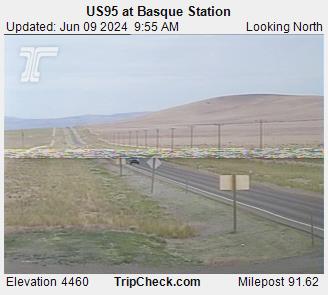 US95 at Basque Station
Updated: Jun 09 2024 9:55 AM Looking North
Elevation 4460 TripCheck.com Milepost 91.62